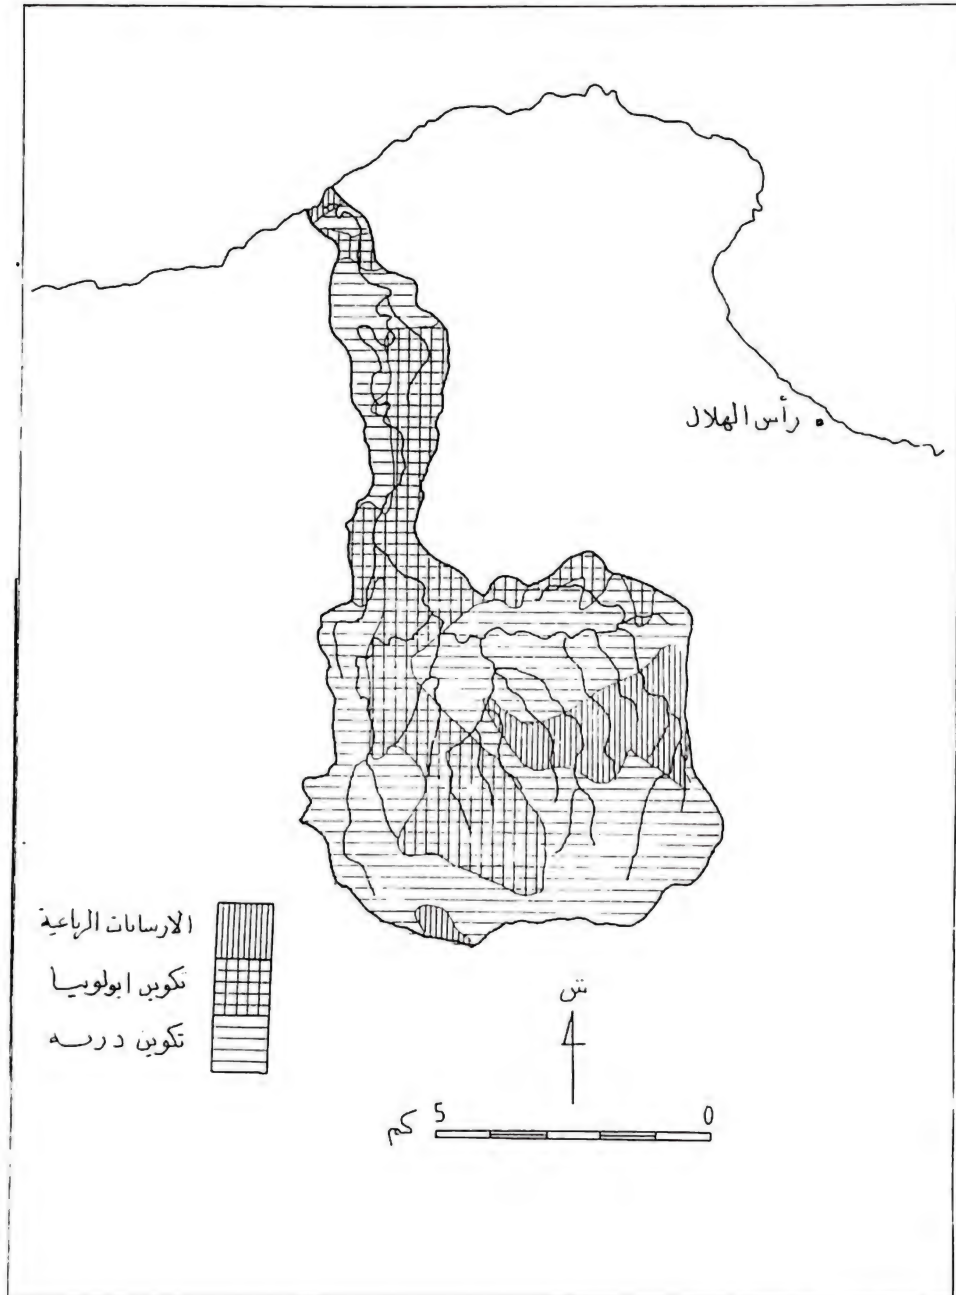 رأس الهلال
الارسابات الرباعية
تكوين ابولونيا
تكوين درنه
ش
كم 5 0